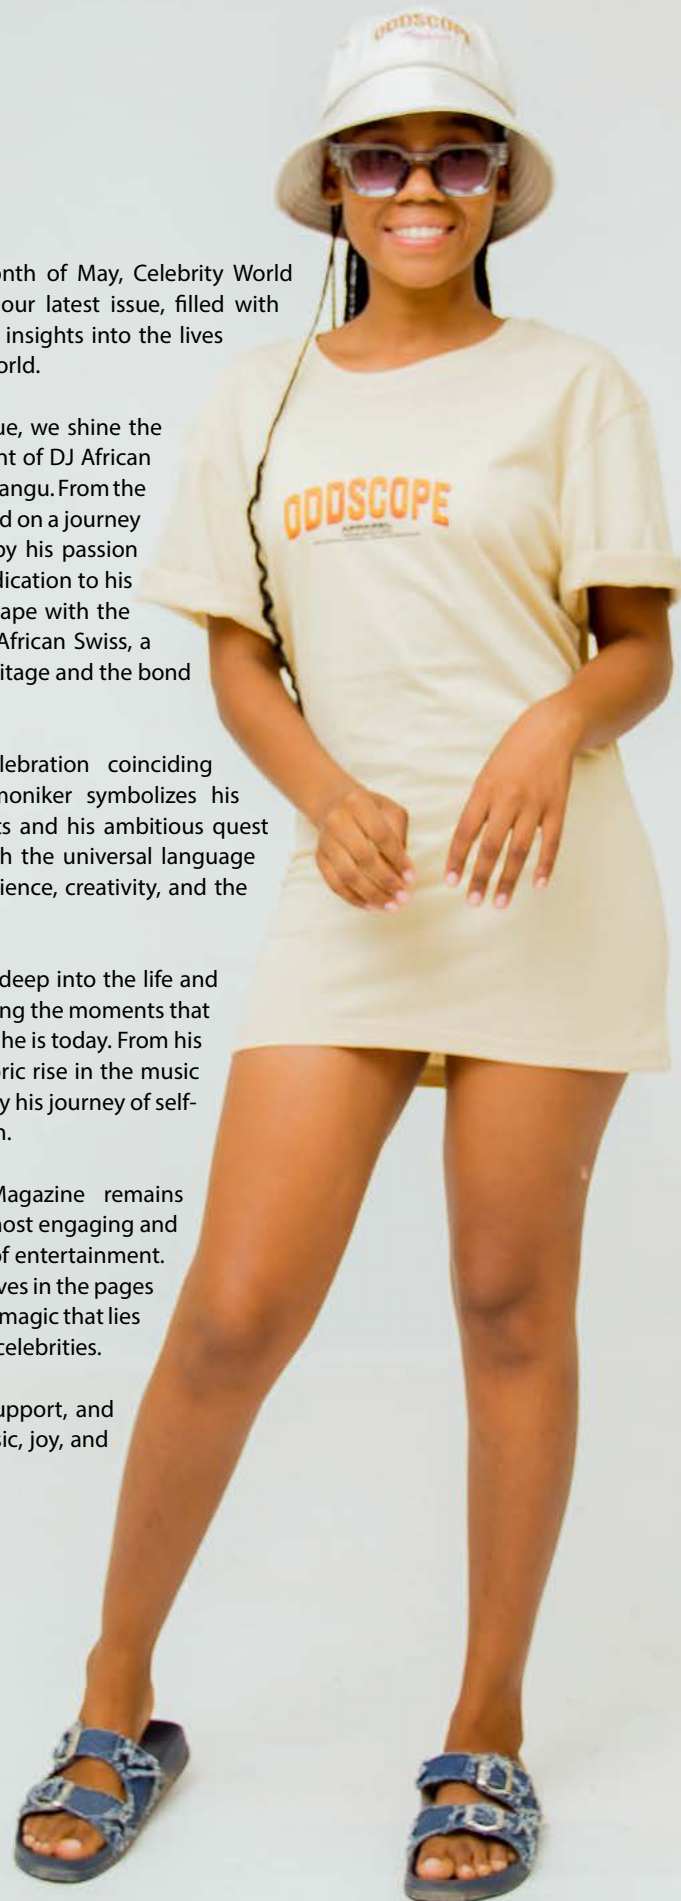 ODDSCOPE
onth of May, Celebrity World
our latest issue, filled with
insights into the lives
orld.
ue, we shine the
nt of DJ African
angu. From the
d on a journey
by his passion
dication to his
ape with the
African Swiss, a
itage and the bond
ODDSCOPE
APPAREL
lebration coinciding
moniker symbolizes his
ts and his ambitious quest
h the universal language
ience, creativity, and the
deep into the life and
ng the moments that
he is today. From his
oric rise in the music
y his journey of self-
n.
Magazine remains
most engaging and
of entertainment.
ves in the pages
magic that lies
celebrities.
upport, and
sic, joy, and